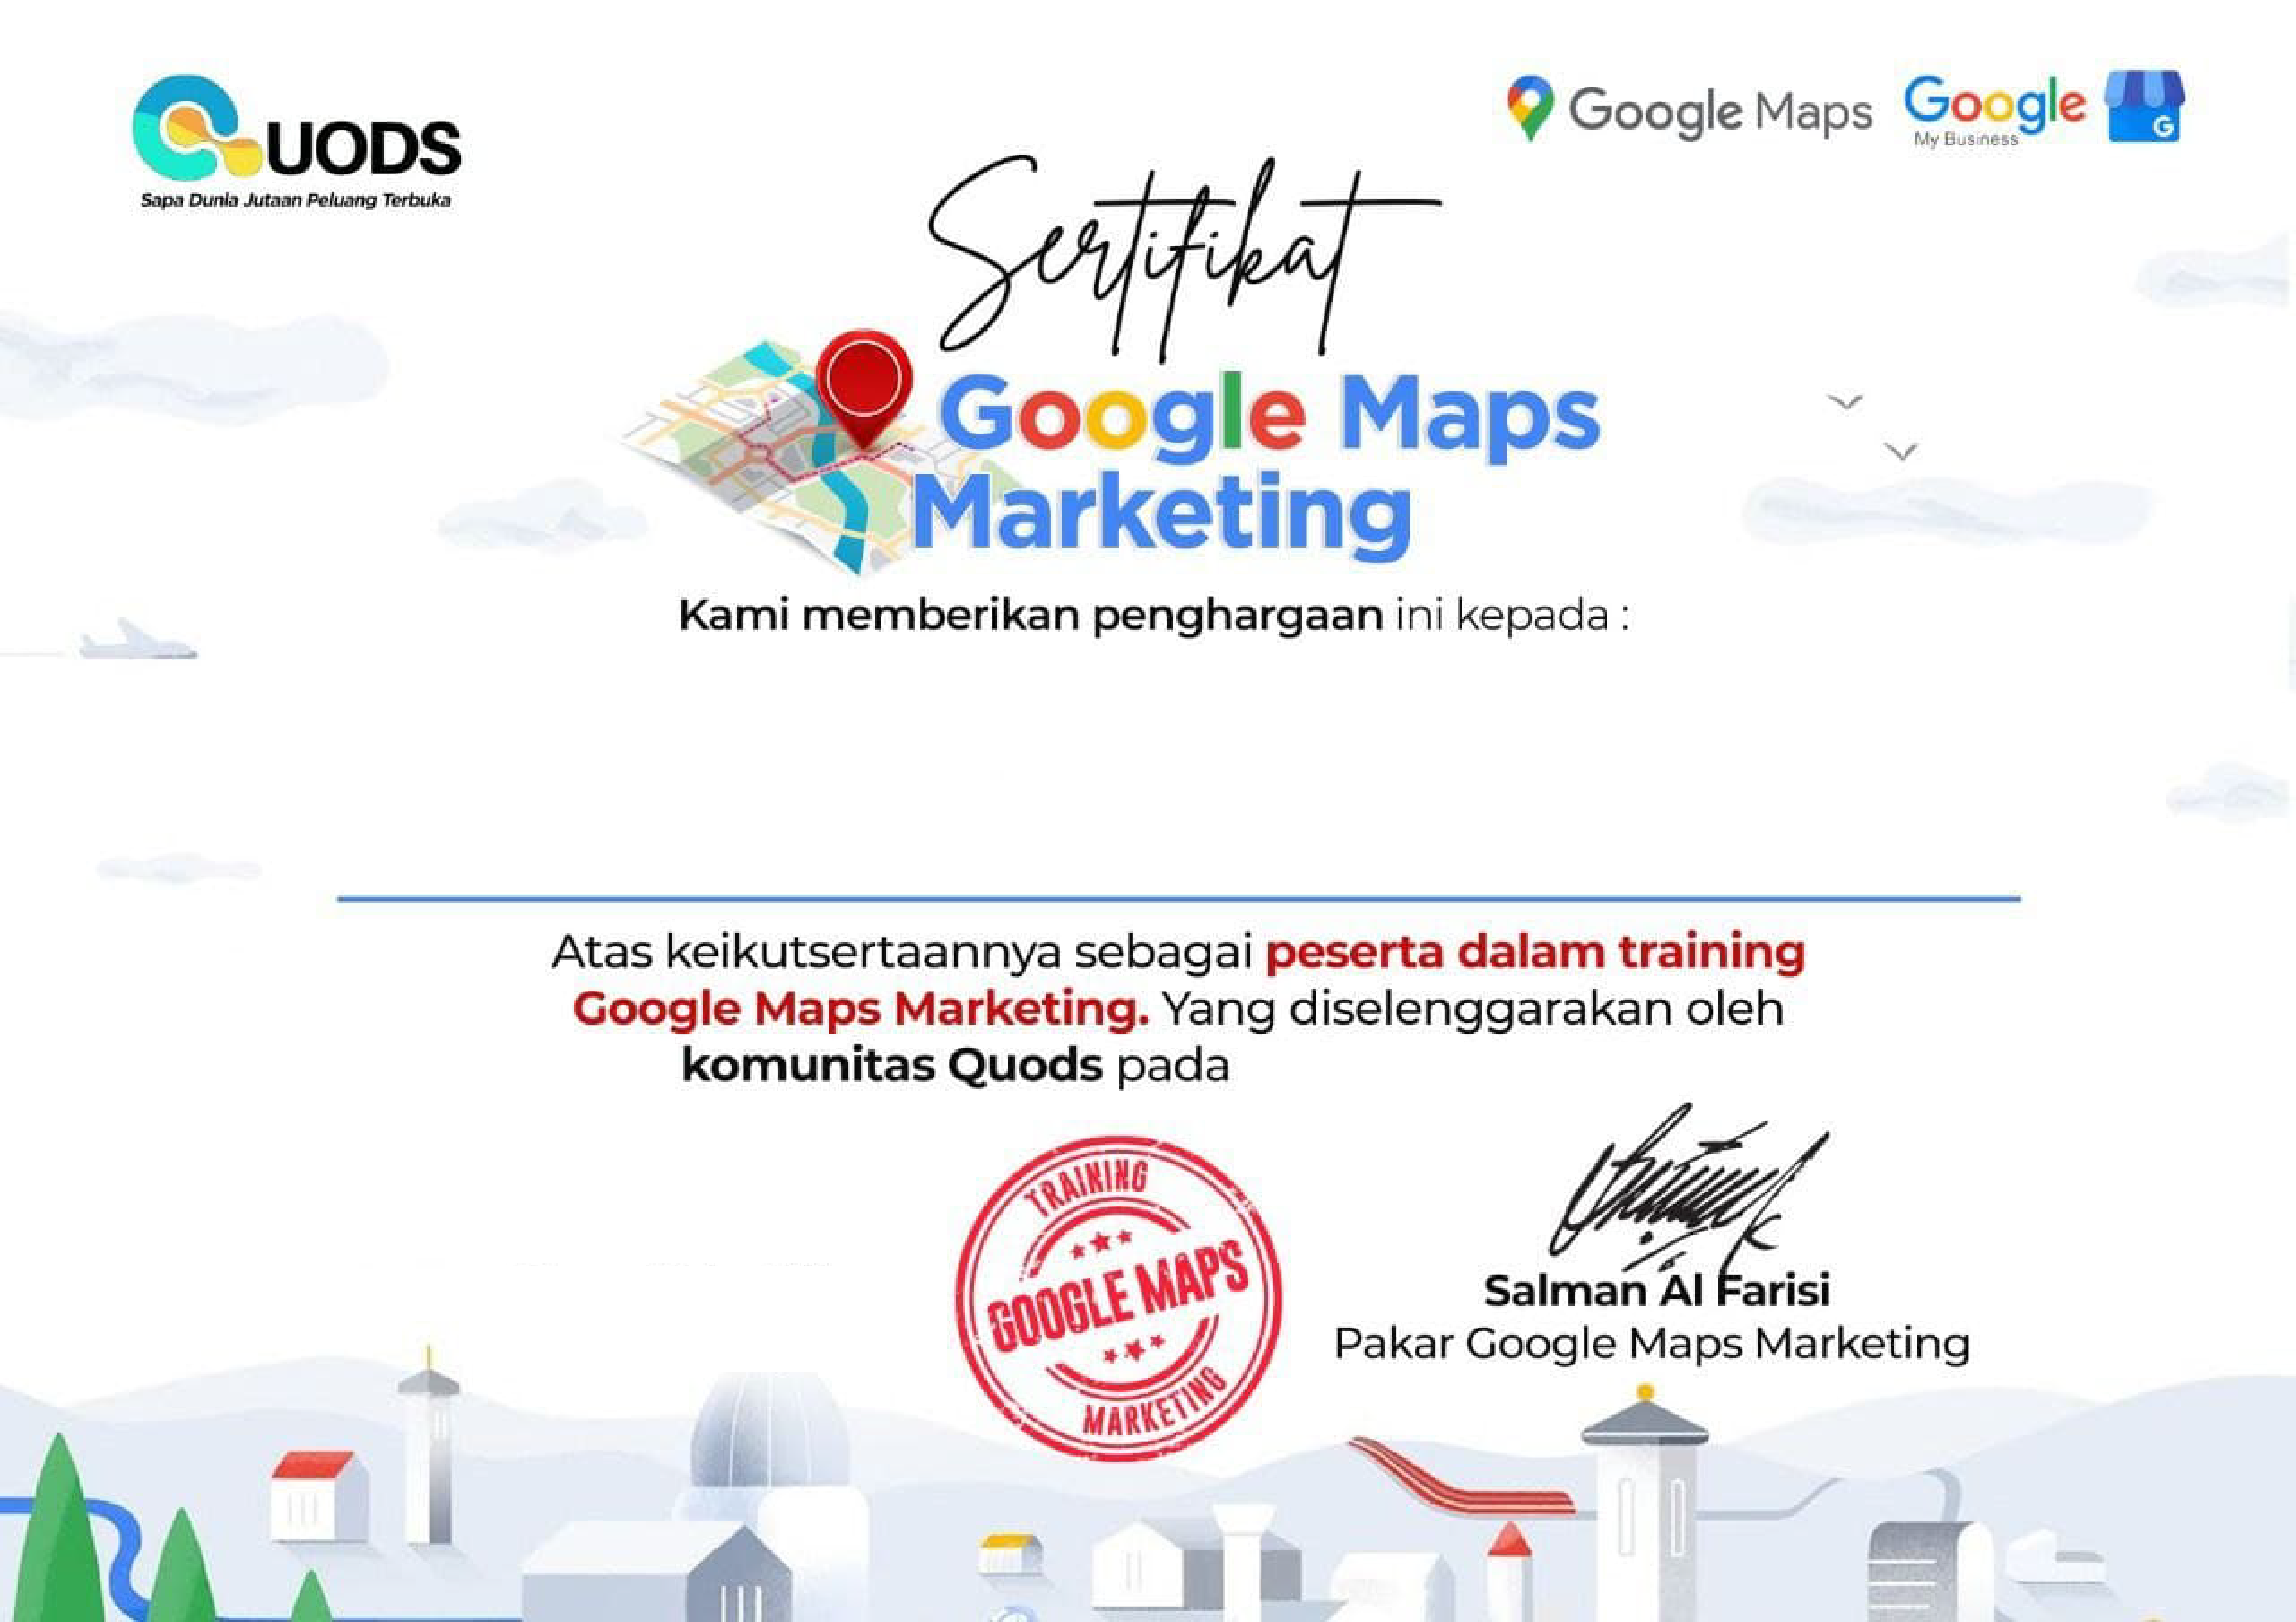 QUODS
Sapa Dunia Jutaan Peluang Terbuka
Google Maps
Google
My Business
G
Sertifikat
Google Maps
Marketing
Kami memberikan penghargaan ini kepada :
Atas keikutsertaannya sebagai peserta dalam training
Google Maps Marketing. Yang diselenggarakan oleh
komunitas Quods pada
TRAINING
GOOGLE MAPS
MARKETING
Salman Al Farisi
Pakar Google Maps Marketing